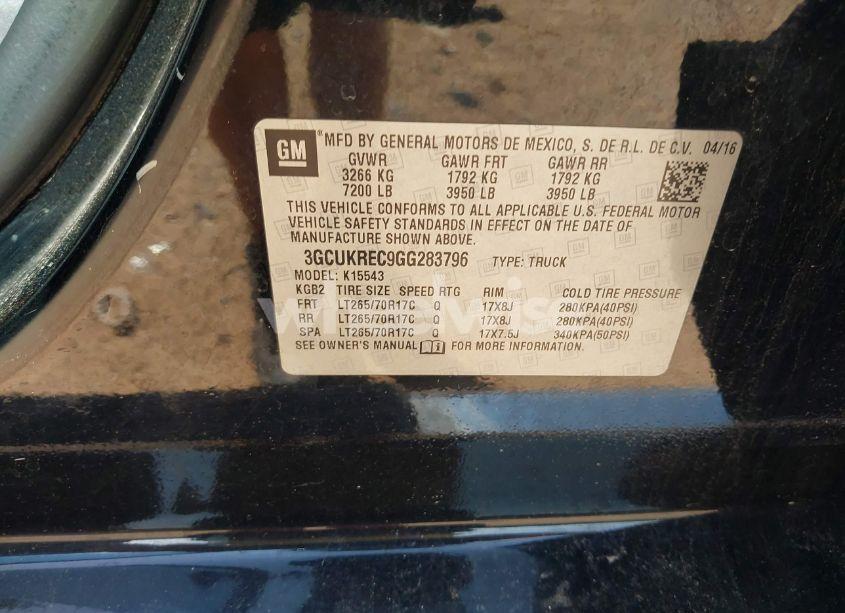 GM ® MFD BY GENERAL MOTORS DE MEXICO, S. DE R.L. DE C.V. 04/16
GVWR GAWR FRT GAWR RR
3266 KG 1792 KG 1792 KG
7200 LB 3950 LB 3950 LB
THIS VEHICLE CONFORMS TO ALL APPLICABLE U.S. FEDERAL MOTOR
VEHICLE SAFETY STANDARDS IN EFFECT ON THE DATE OF
MANUFACTURE SHOWN ABOVE.
3GCUKREC9GG283796 TYPE: TRUCK
MODEL: K15543
KGB2 TIRE SIZE SPEED RTG RIM COLD TIRE PRESSURE
FRT LT265/70R17C Q 17X8J 280KPA(40PSI)
RR LT265/70R17C Q 17X8J 280KPA(40PSI)
SPA LT265/70R17C Q 17X7.5J 340KPA(50PSI)
SEE OWNER'S MANUAL FOR MORE INFORMATION.